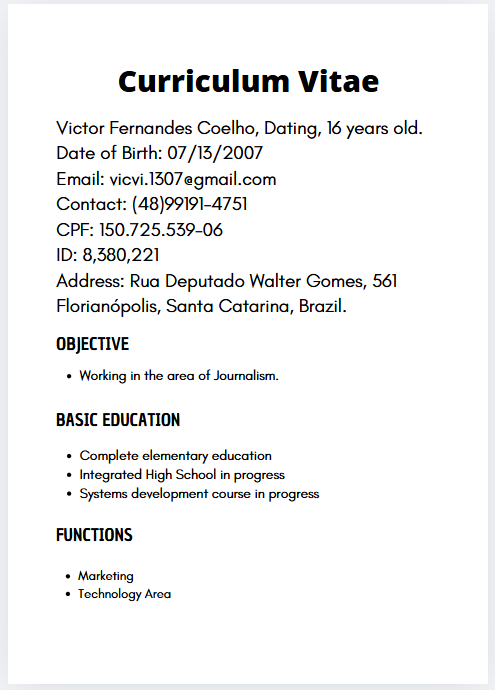 Curriculum Vitae
Victor Fernandes Coelho, Dating, 16 years old.
Date of Birth: 07/13/2007
Email: vicvi.1307@gmail.com
Contact: (48)99191-4751
CPF: 150.725.539-06
ID: 8,380,221
Address: Rua Deputado Walter Gomes, 561
Florianópolis, Santa Catarina, Brazil.
OBJECTIVE
• Working in the area of Journalism.
BASIC EDUCATION
• Complete elementary education
• Integrated High School in progress
• Systems development course in progress
FUNCTIONS
• Marketing
• Technology Area